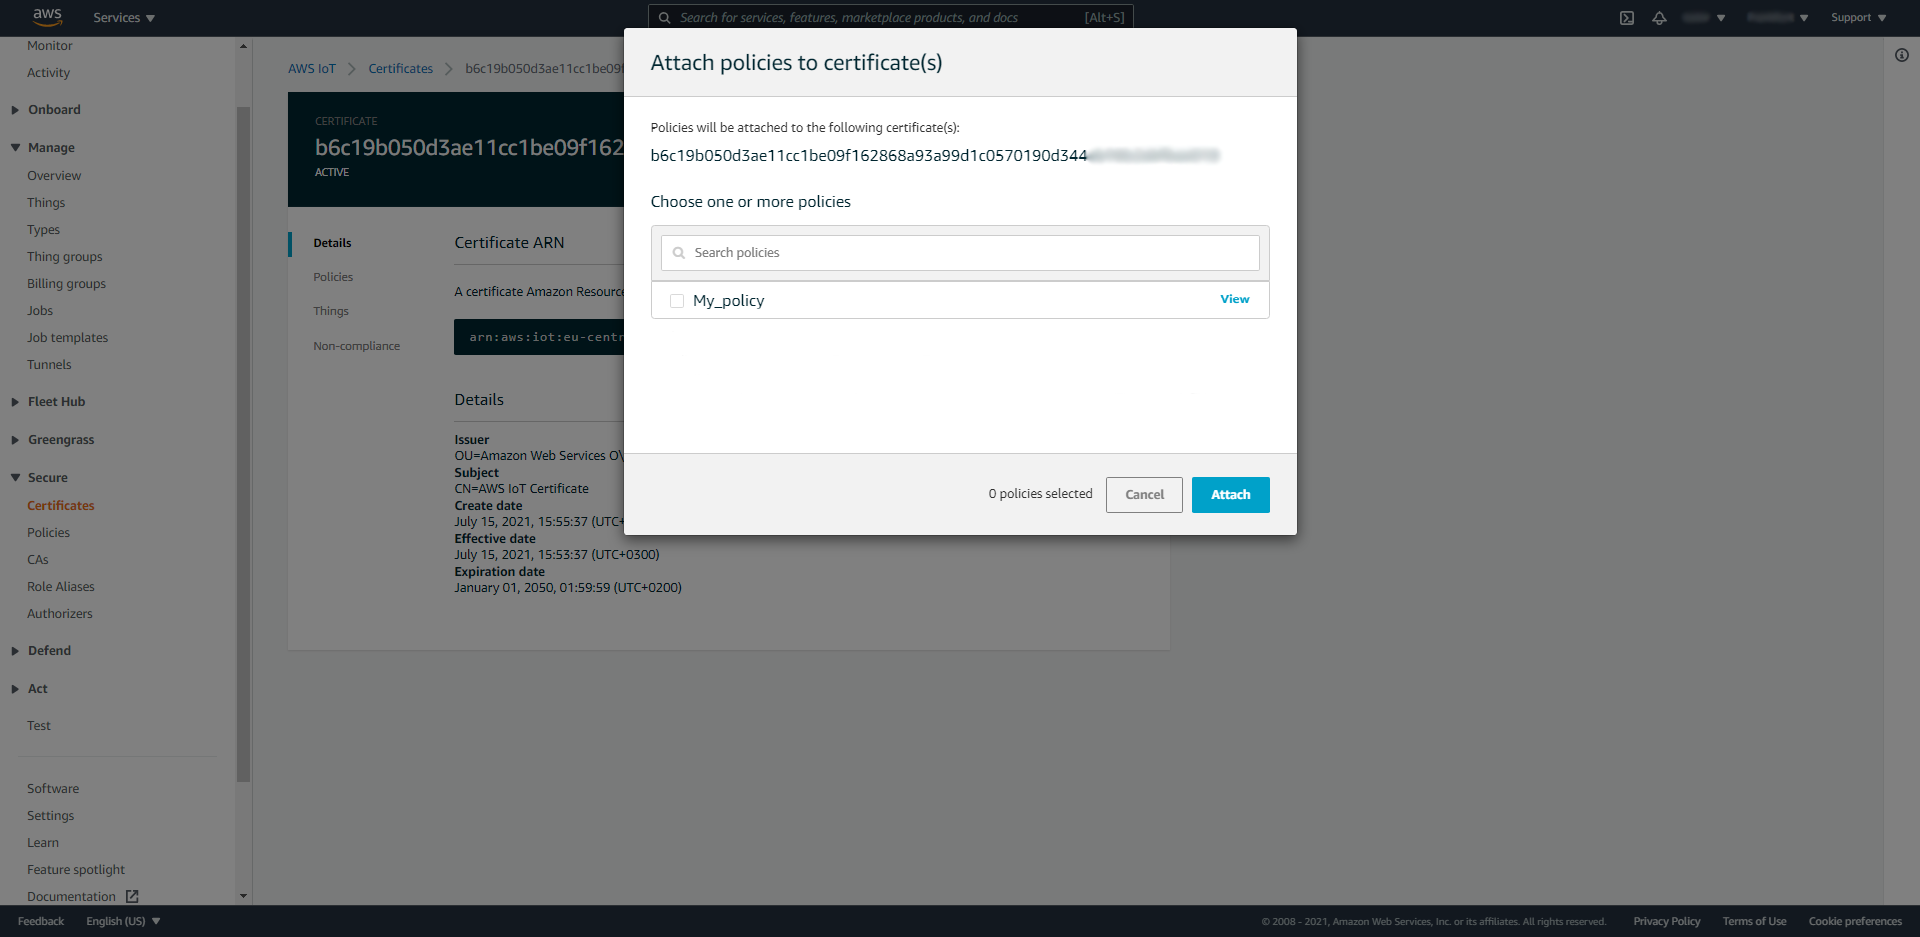 aws
Services
Search for services, features, marketplace products, and docs
[Alt+S]
Support
Monitor
Activity
Onboard
Manage
Overview
Things
Types
Thing groups
Billing groups
Jobs
Job templates
Tunnels
Fleet Hub
Greengrass
Secure
Certificates
Policies
CAs
Role Aliases
Authorizers
Defend
Act
Test
Software
Settings
Learn
Feature spotlight
Documentation
AWS IoT
Certificates
b6c19b050d3ae11cc1be09f
CERTIFICATE
b6c19b050d3ae11cc1be09f162
ACTIVE
Details
Policies
Things
Non-compliance
Certificate ARN
A certificate Amazon Resource
arn:aws:iot:eu-centr
Details
Issuer
OU=Amazon Web Services O\
Subject
CN=AWS IoT Certificate
Create date
July 15, 2021, 15:55:37 (UTC+
Effective date
July 15, 2021, 15:53:37 (UTC+0300)
Expiration date
January 01, 2050, 01:59:59 (UTC+0200)
Attach policies to certificate(s)
Policies will be attached to the following certificate(s):
b6c19b050d3ae11cc1be09f162868a93a99d1c0570190d344
Choose one or more policies
Search policies
My_policy
View
0 policies selected
Cancel
Attach
Feedback
English (US)
© 2008 - 2021, Amazon Web Services, Inc. or its affiliates. All rights reserved.
Privacy Policy
Terms of Use
Cookie preferences